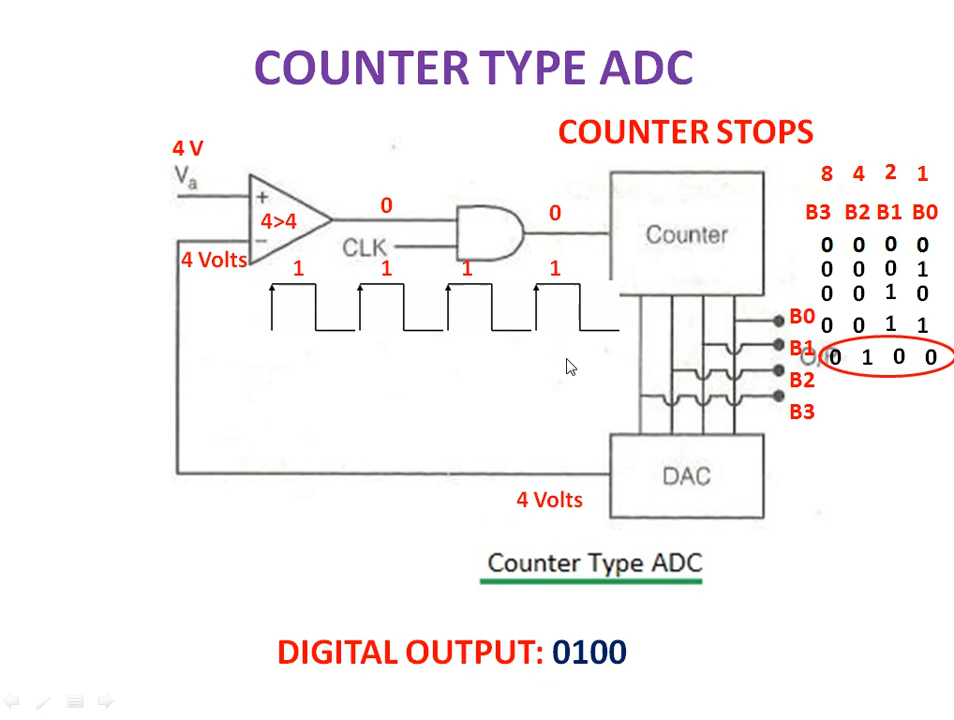 COUNTER TYPE ADC
COUNTER STOPS
4 V
Va
8 4 2 1
B3 B2 B1 B0
+
4>4
−
0
0
CLK
Counter
4 Volts
1 1 1 1
0 0 0 0
0 0 0 1
0 0 1 0
0 0 1 1
0 1 0 0
B0
B1
B2
B3
DAC
4 Volts
Counter Type ADC
DIGITAL OUTPUT: 0100